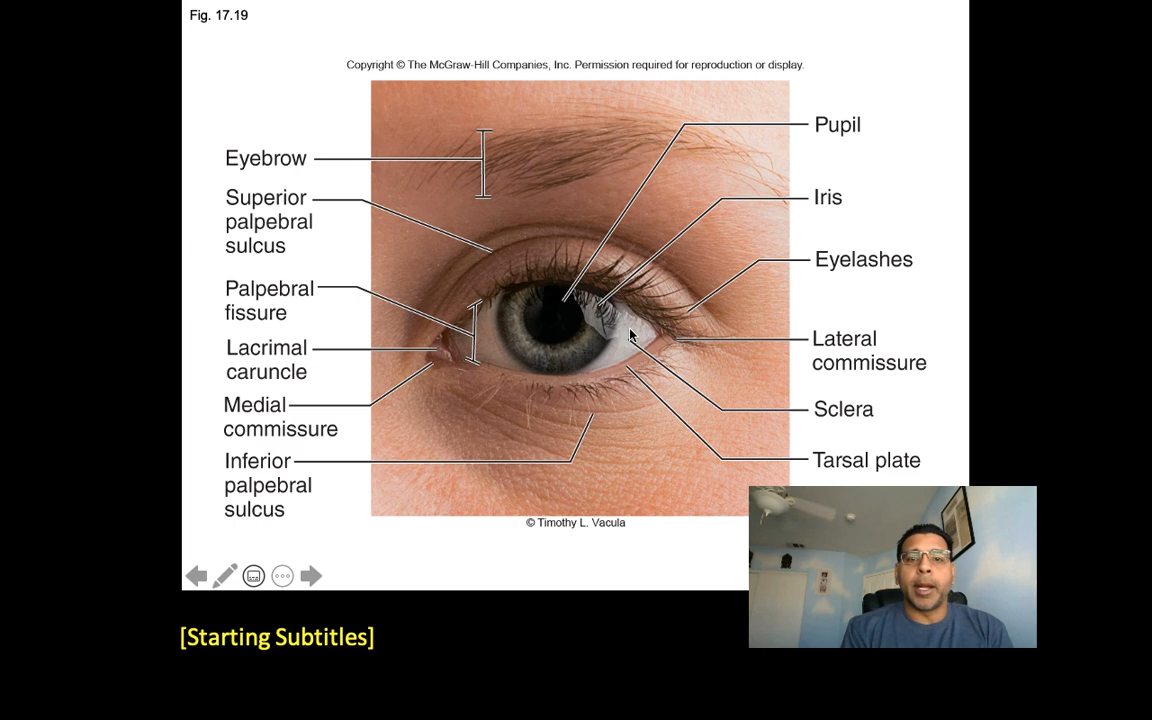 Fig. 17.19
Copyright © The McGraw-Hill Companies, Inc. Permission required for reproduction or display.
Eyebrow
Superior
palpebral
sulcus
Palpebral
fissure
Lacrimal
caruncle
Medial
commissure
Inferior
palpebral
sulcus
Pupil
Iris
Eyelashes
Lateral
commissure
Sclera
Tarsal plate
© Timothy L. Vacula
[Starting Subtitles]